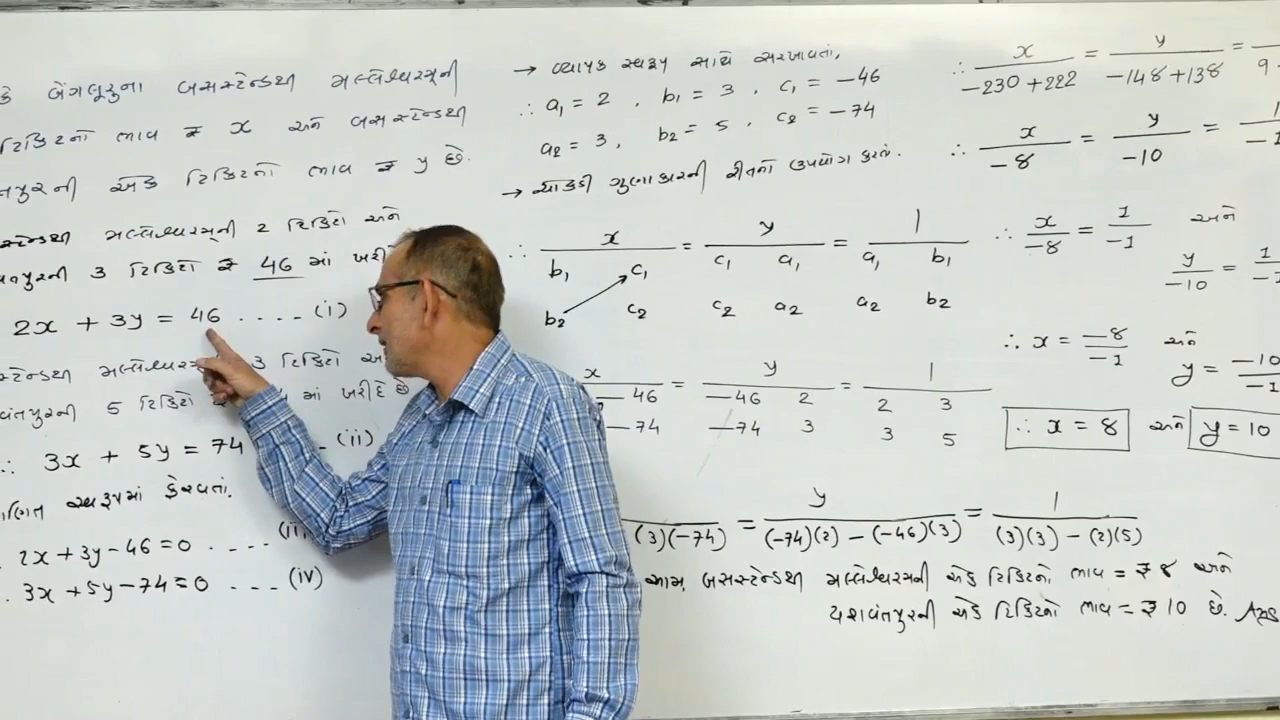 કે બેંગલૂરુના બસસ્ટેન્ડથી મલ્લેશ્વરમ્‌ની
ટિકિટનો ભાવ ₹ x અને બસસ્ટેન્ડથી
ની એક ટિકિટનો ભાવ ₹ y છે.
મલ્લેશ્વરમ્‌ની 2 ટિકિટો અને
3 ટિકિટો ₹ 46 માં
2x + 3y = 46 .... (i)
3 ટિકિટો
5 ટિકિટો માં ખરીદે છે
∴ 3x + 5y = 74 (ii)
સ્વરૂપમાં ફેરવતાં.
2x + 3y - 46 = 0 ....
3x + 5y - 74 = 0 .... (iv)
→ વ્યાપક સ્વરૂપ સાથે સરખાવતાં,
∴ a₁ = 2 , b₁ = 3 , c₁ = -46
a₂ = 3, b₂ = 5 , c₂ = -74
→ ચોકડી ગુણાકારની રીતનો ઉપયોગ કરતાં.
∴ x = y = 1
b₁ c₁ c₁ a₁ a₁ b₁
b₂ c₂ c₂ a₂ a₂ b₂
x = y = 1
-46 -46 2 2 3
-74 -74 3 3 5
= y = 1
(3)(-74) (-74)(2) - (-46)(3) (3)(3) - (2)(5)
∴ x = y =
-230 + 222 -148 + 138 9
∴ x = y =
-8 -10
∴ x/-8 = 1/-1 અને
y/-10 = 1/
∴ x = -8/-1 અને
y = -10/-1
∴ x = 8 અને y = 10
આમ, બસસ્ટેન્ડથી મલ્લેશ્વરમની એક ટિકિટનો ભાવ = ₹ 8 અને
યશવંતપુરની એક ટિકિટનો ભાવ = ₹ 10 છે. Ans